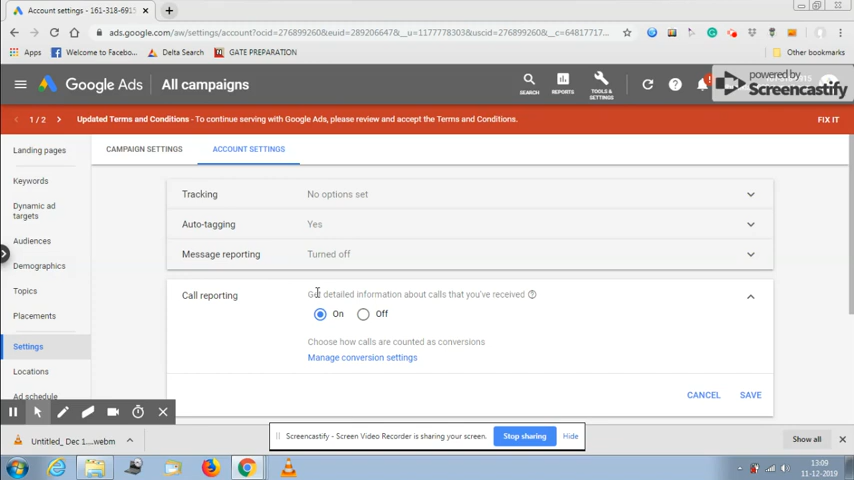 Account settings - 161-318-6915
ads.google.com/aw/settings/account?ocid=276899260&euid=289206647&__u=1177778303&uscid=276899260&__c=64817717...
Apps
Welcome to Facebo...
Delta Search
GATE PREPARATION
Other bookmarks
Google Ads
All campaigns
SEARCH
REPORTS
TOOLS &
SETTINGS
powered by
Screencastify
1 / 2
Updated Terms and Conditions - To continue serving with Google Ads, please review and accept the Terms and Conditions.
FIX IT
Landing pages
Keywords
Dynamic ad
targets
Audiences
Demographics
Topics
Placements
Settings
Locations
Ad schedule
CAMPAIGN SETTINGS
ACCOUNT SETTINGS
Tracking
No options set
Auto-tagging
Yes
Message reporting
Turned off
Call reporting
Get detailed information about calls that you've received
On
Off
Choose how calls are counted as conversions
Manage conversion settings
CANCEL
SAVE
Untitled_ Dec 1....webm
Screencastify - Screen Video Recorder is sharing your screen.
Stop sharing
Hide
Show all
13:09
11-12-2019